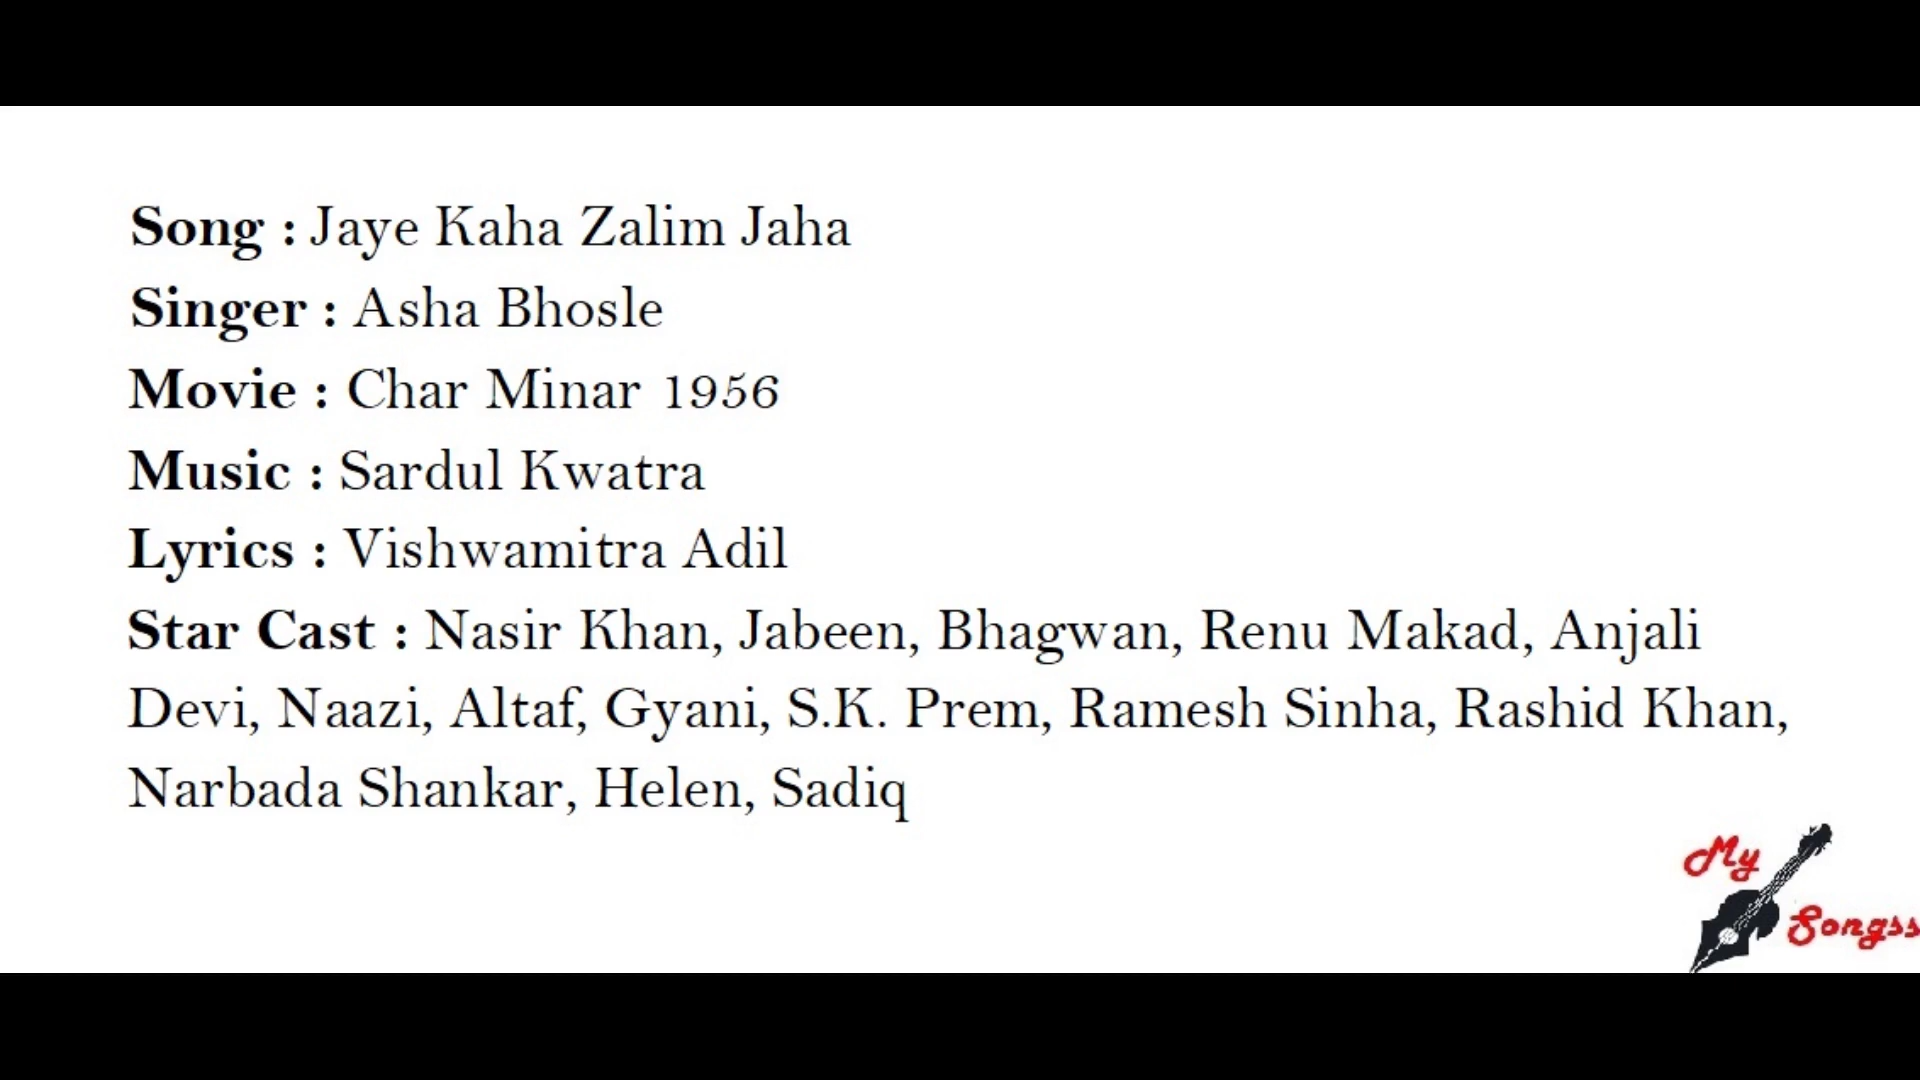 Song : Jaye Kaha Zalim Jaha
Singer : Asha Bhosle
Movie : Char Minar 1956
Music : Sardul Kwatra
Lyrics : Vishwamitra Adil
Star Cast : Nasir Khan, Jabeen, Bhagwan, Renu Makad, Anjali
Devi, Naazi, Altaf, Gyani, S.K. Prem, Ramesh Sinha, Rashid Khan,
Narbada Shankar, Helen, Sadiq
My
Songss